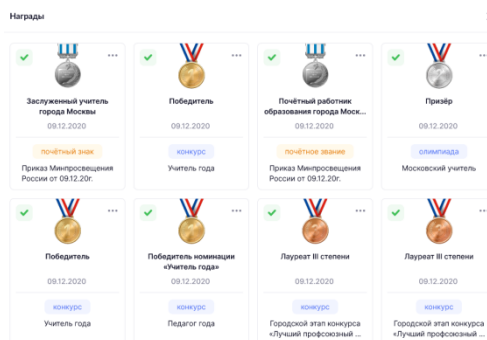 Награды
Заслуженный учитель
города Москвы
09.12.2020
почётный знак
Приказ Минпросвещения
России от 09.12.20г.
Победитель
09.12.2020
конкурс
Учитель года
Почётный работник
образования города Моск...
09.12.2020
почётное звание
Приказ Минпросвещения
России от 09.12.20г.
Призёр
09.12.2020
олимпиада
Московский учитель
Победитель
09.12.2020
конкурс
Учитель года
Победитель номинации
«Учитель года»
09.12.2020
конкурс
Педагог года
Лауреат III степени
09.12.2020
конкурс
Городской этап конкурса
«Лучший профсоюзный ...
Лауреат III степени
09.12.2020
конкурс
Городской этап конкурса
«Лучший профсоюзный ...